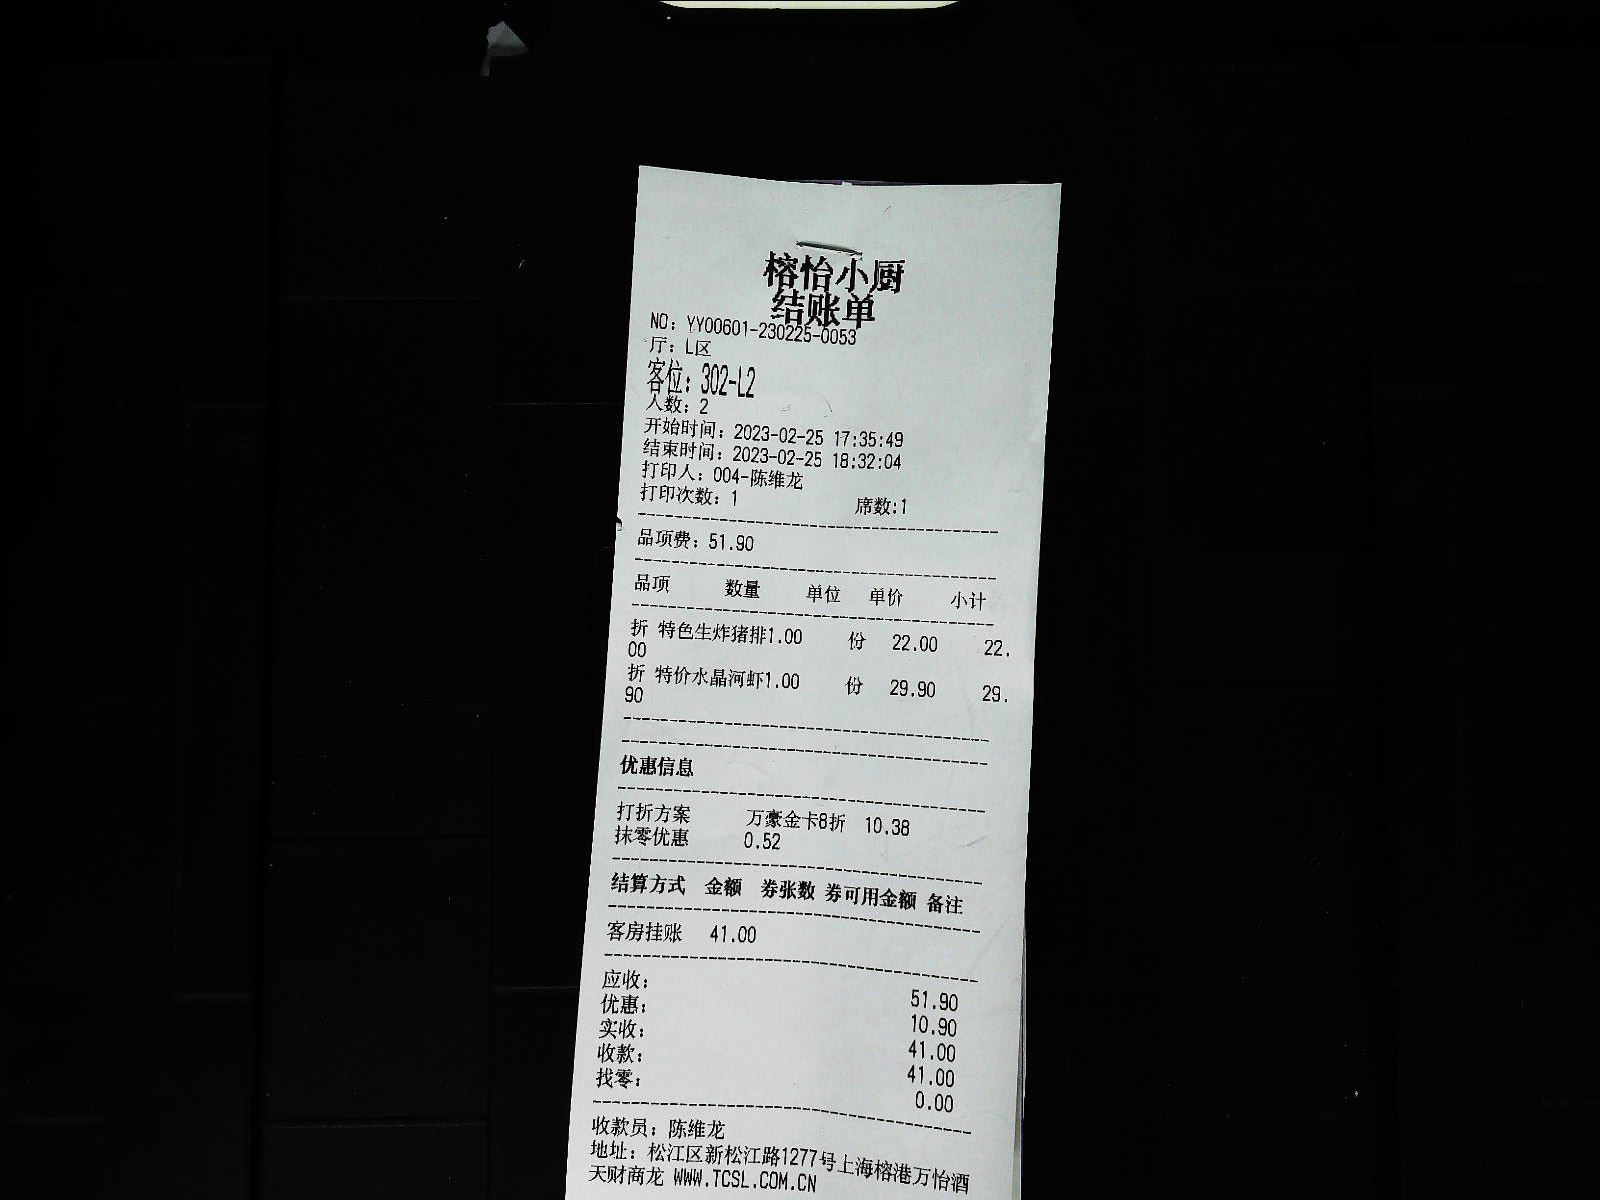 榕怡小厨
结账单
NO: YY00601-230225-0053
厅: L区
客位: 302-L2
人数: 2
开始时间: 2023-02-25 17:35:49
结束时间: 2023-02-25 18:32:04
打印人: 004-陈维龙
打印次数: 1 席数:1
品项费: 51.90
品项 数量 单位 单价 小计
折 特色生炸猪排1.00 份 22.00 22.
00
折 特价水晶河虾1.00 份 29.90 29.
90
优惠信息
打折方案 万豪金卡8折 10.38
抹零优惠 0.52
结算方式 金额 券张数 券可用金额 备注
客房挂账 41.00
应收: 51.90
优惠: 10.90
实收: 41.00
收款: 41.00
找零: 0.00
收款员: 陈维龙
地址: 松江区新松江路1277号上海榕港万怡酒
天财商龙 WWW.TCSL.COM.CN